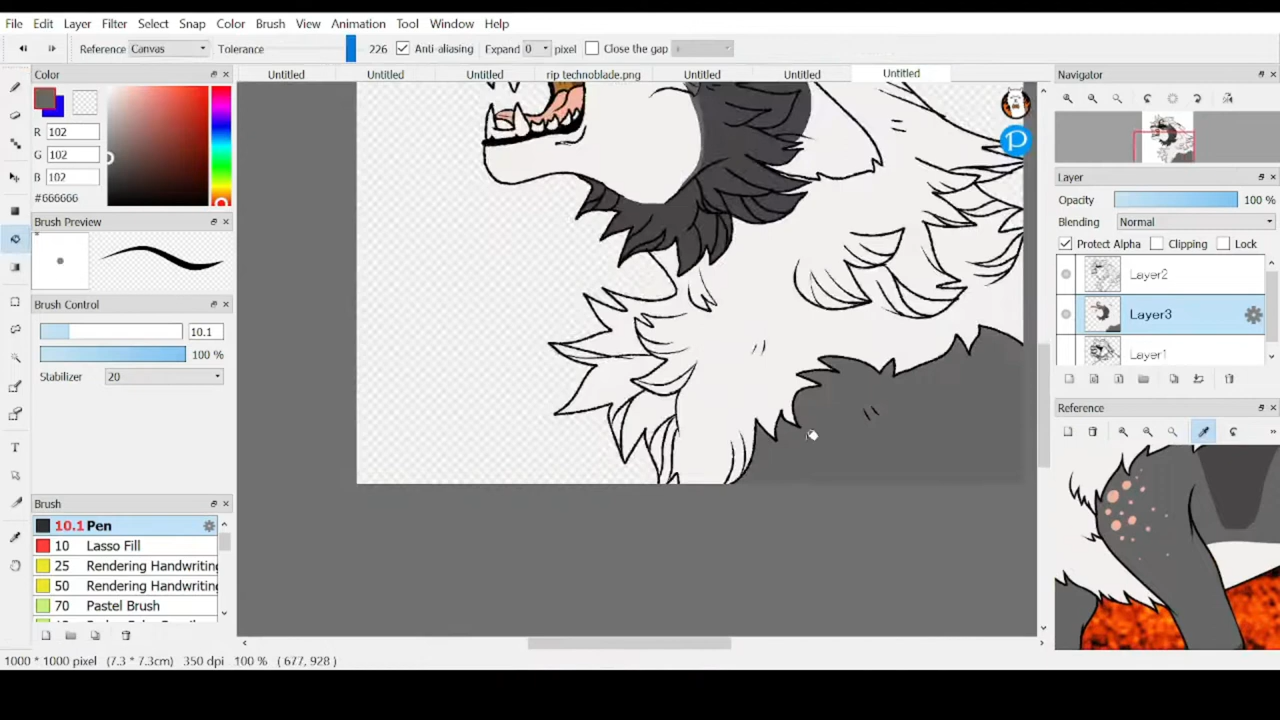 File Edit Layer Filter Select Snap Color Brush View Animation Tool Window Help
Reference Canvas Tolerance 226 Anti-aliasing Expand 0 pixel Close the gap
Color
Untitled Untitled Untitled rip technoblade.png Untitled Untitled Untitled
Navigator
R 102
G 102
B 102
#666666
Layer
Opacity 100 %
Brush Preview
Blending Normal
Protect Alpha Clipping Lock
Layer2
Brush Control
Layer3
10.1
100 %
Layer1
Stabilizer 20
Reference
Brush
10.1 Pen
10 Lasso Fill
25 Rendering Handwriting
50 Rendering Handwriting
70 Pastel Brush
1000 * 1000 pixel (7.3 * 7.3cm) 350 dpi 100 % ( 677, 928 )